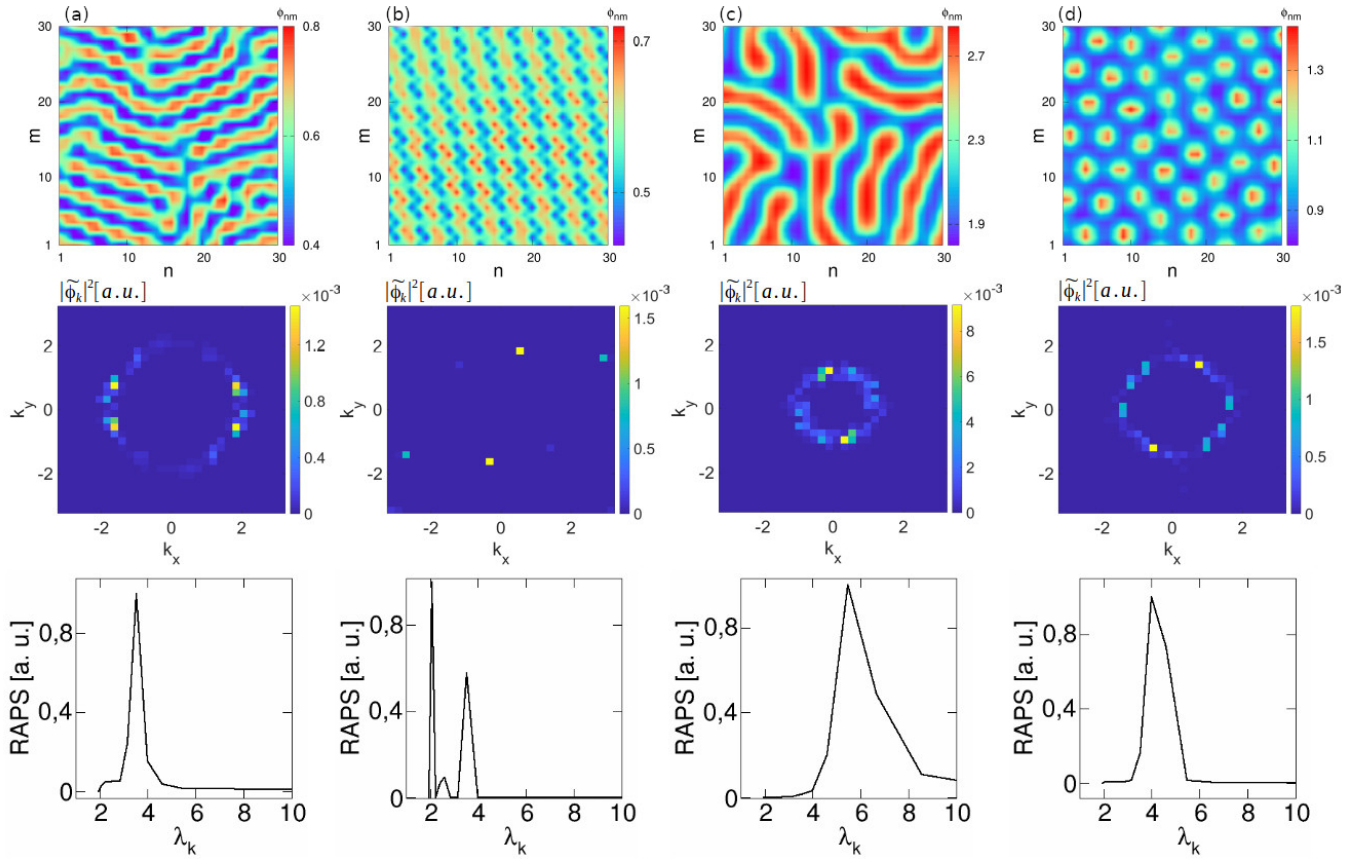 (a) ϕnm (b) ϕnm (c) ϕnm (d) ϕnm
30 0.8 30 0.7 30 2.7 30 1.3
20 20 20 20
m 0.6 m m 2.3 m 1.1
10 10 0.5 10 10
1.9 0.9
1 0.4 1 1 1
1 10 20 30 1 10 20 30 1 10 20 30 1 10 20 30
n n n n
|ϕ̃k|²[a.u.] |ϕ̃k|²[a.u.] |ϕ̃k|²[a.u.] |ϕ̃k|²[a.u.]
×10⁻³ ×10⁻³ ×10⁻³ ×10⁻³
2 1.2 2 1.5 2 8 2 1.5
ky 0 0.8 ky 0 1 ky 0 6 ky 0 1
4
-2 0.4 -2 0.5 -2 2 -2 0.5
0 0 0 0
-2 0 2 -2 0 2 -2 0 2 -2 0 2
kx kx kx kx
RAPS [a. u.] RAPS [a. u.] RAPS [a. u.] RAPS [a. u.]
0,8 0,8 0,8 0,8
0,4 0,4 0,4 0,4
0 0 0 0
2 4 6 8 10 2 4 6 8 10 2 4 6 8 10 2 4 6 8 10
λk λk λk λk